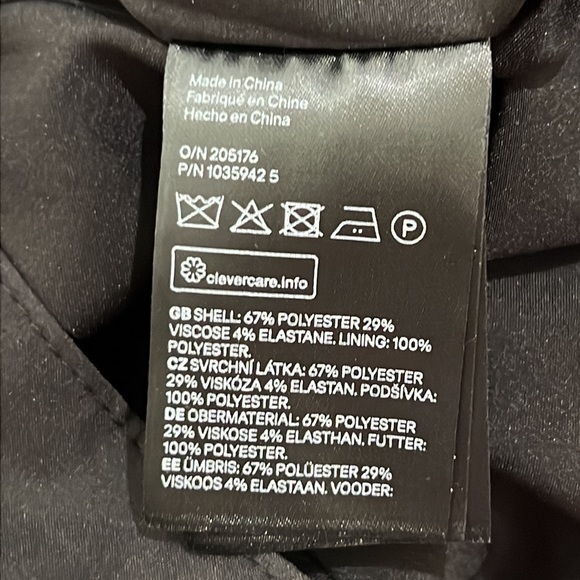 Made in China
Fabriqué en Chine
Hecho en China
O/N 205176
P/N 1035942 5
P
clevercare.info
GB SHELL: 67% POLYESTER 29%
VISCOSE 4% ELASTANE. LINING: 100%
POLYESTER.
CZ SVRCHNÍ LÁTKA: 67% POLYESTER
29% VISKÓZA 4% ELASTAN. PODŠÍVKA:
100% POLYESTER.
DE OBERMATERIAL: 67% POLYESTER
29% VISKOSE 4% ELASTHAN. FUTTER:
100% POLYESTER.
EE ÜMBRIS: 67% POLÜESTER 29%
VISKOOS 4% ELASTAAN. VOODER: